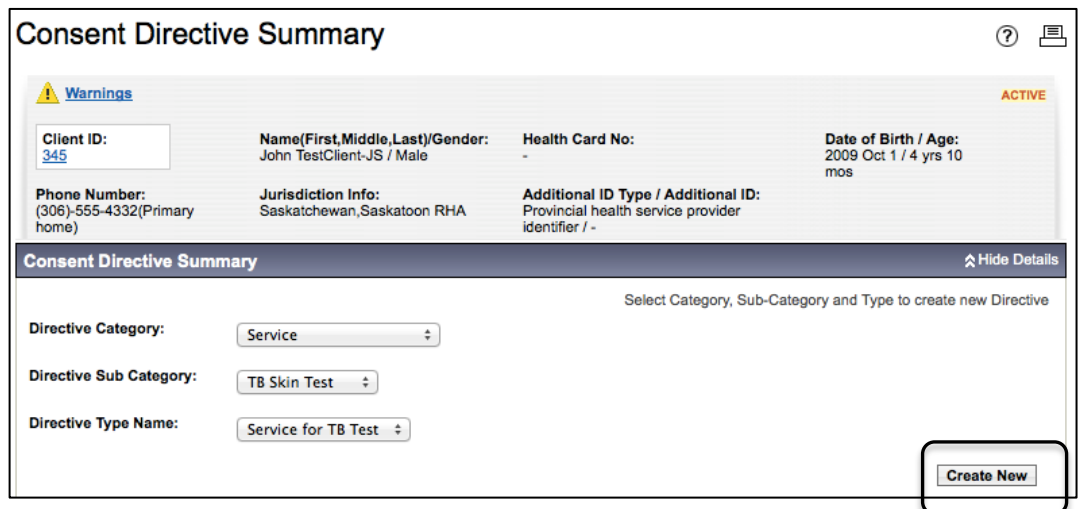 Consent Directive Summary
?
Warnings
ACTIVE
Client ID:
345
Name(First,Middle,Last)/Gender:
John TestClient-JS / Male
Health Card No:
-
Date of Birth / Age:
2009 Oct 1 / 4 yrs 10
mos
Phone Number:
(306)-555-4332(Primary
home)
Jurisdiction Info:
Saskatchewan,Saskatoon RHA
Additional ID Type / Additional ID:
Provincial health service provider
identifier / -
Consent Directive Summary
Hide Details
Select Category, Sub-Category and Type to create new Directive
Directive Category:
Service
Directive Sub Category:
TB Skin Test
Directive Type Name:
Service for TB Test
Create New